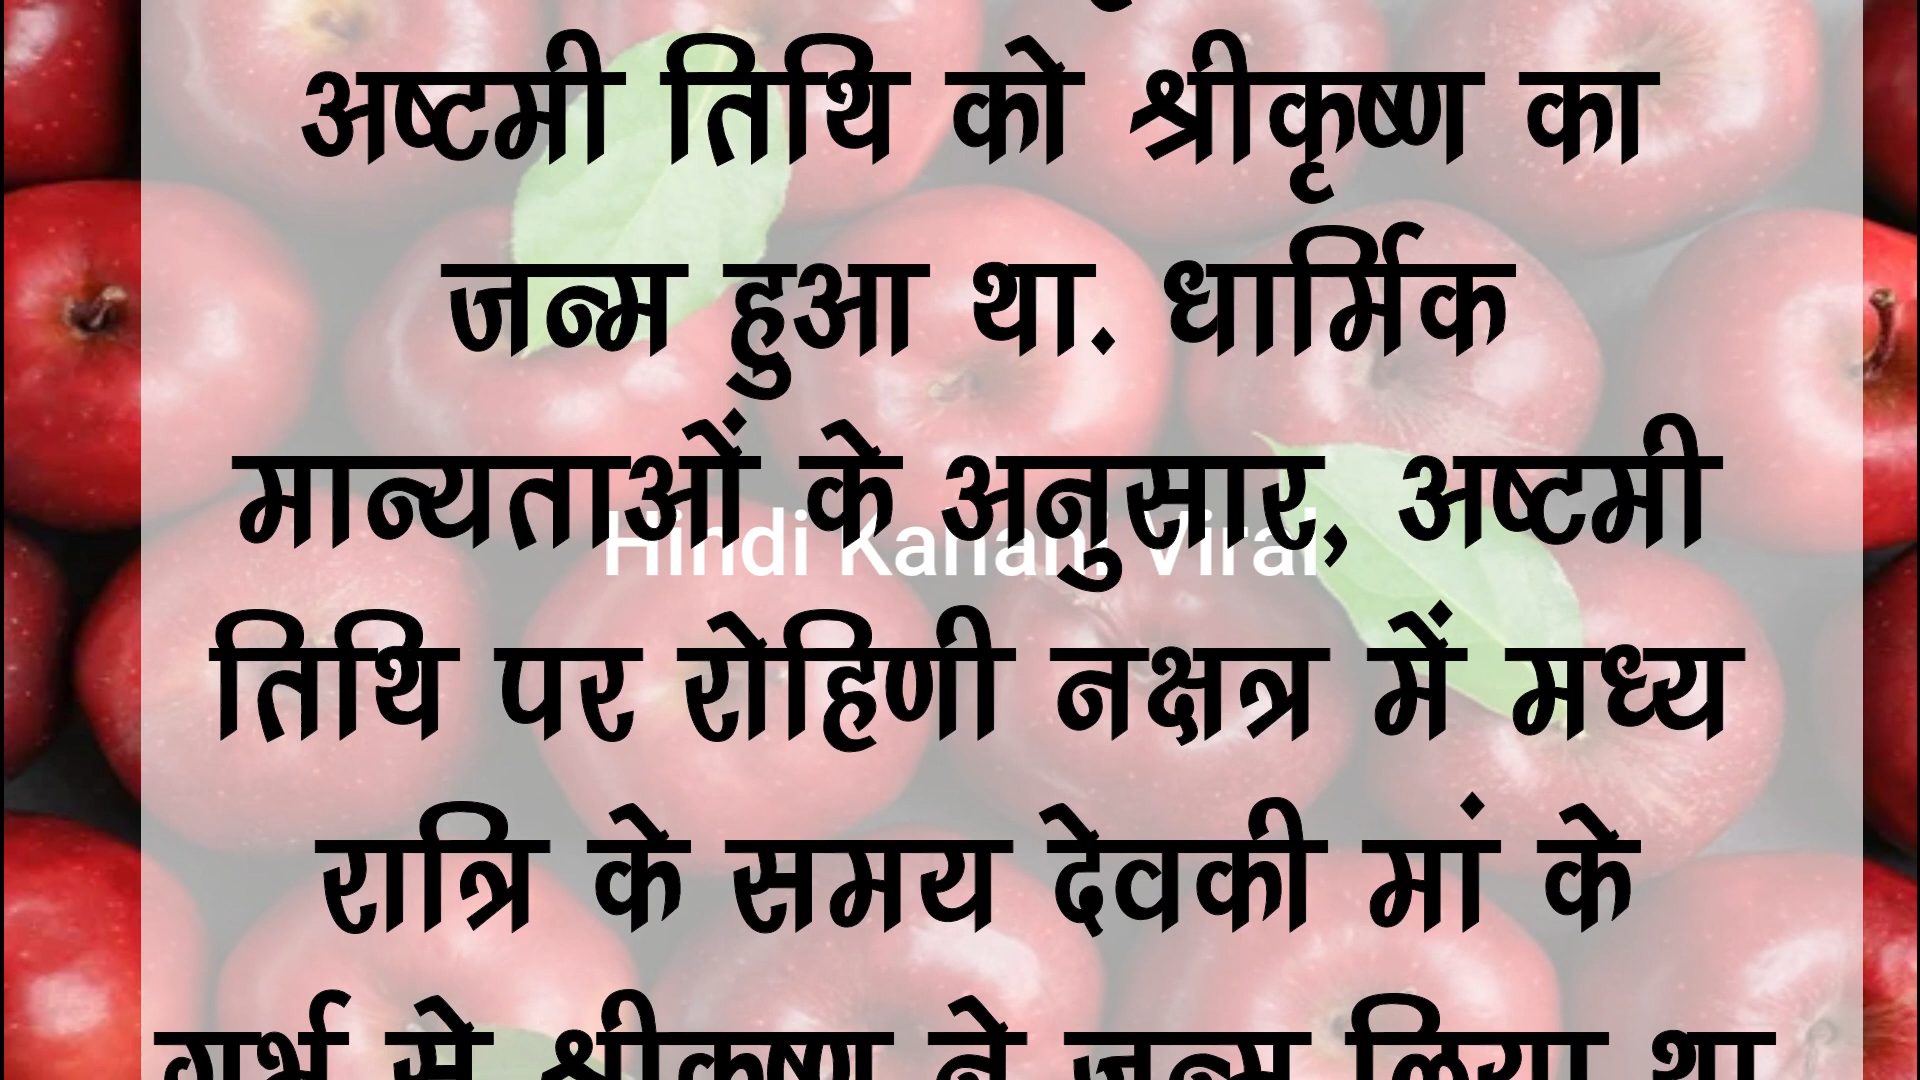 अष्टमी तिथि को श्रीकृष्ण का
जन्म हुआ था. धार्मिक
मान्यताओं के अनुसार, अष्टमी
Hindi Kahani Viral
तिथि पर रोहिणी नक्षत्र में मध्य
रात्रि के समय देवकी मां के
गर्भ से श्रीकृष्ण ने जन्म लिया था